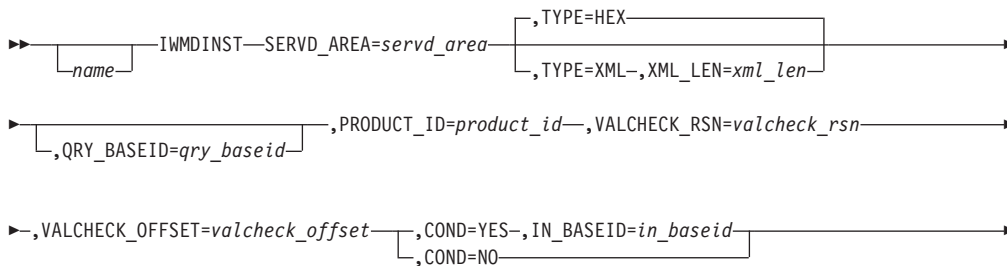 ,TYPE=HEX
name IWMDINST SERVD_AREA=servd_area
,TYPE=XML ,XML_LEN=xml_len
,PRODUCT_ID=product_id ,VALCHECK_RSN=valcheck_rsn
,QRY_BASEID=qry_baseid
,VALCHECK_OFFSET=valcheck_offset ,COND=YES ,IN_BASEID=in_baseid
,COND=NO